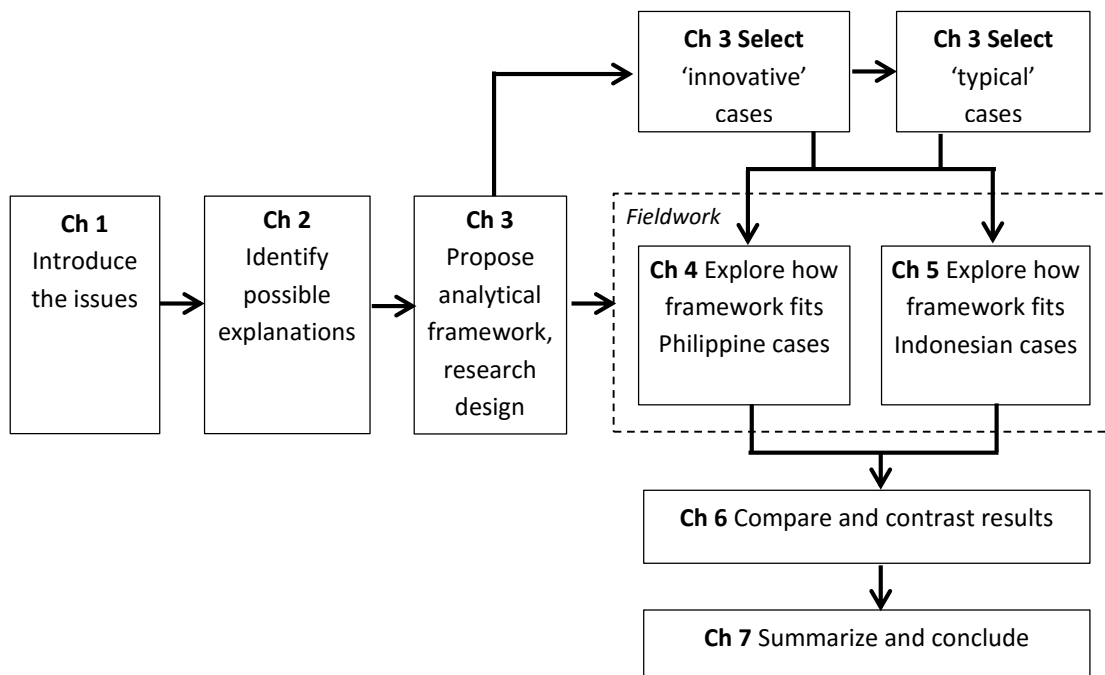 Ch 3 Select
‘innovative’
cases
Ch 3 Select
‘typical’
cases
Ch 1
Introduce
the issues
Ch 2
Identify
possible
explanations
Ch 3
Propose
analytical
framework,
research
design
Fieldwork
Ch 4 Explore how
framework fits
Philippine cases
Ch 5 Explore how
framework fits
Indonesian cases
Ch 6 Compare and contrast results
Ch 7 Summarize and conclude